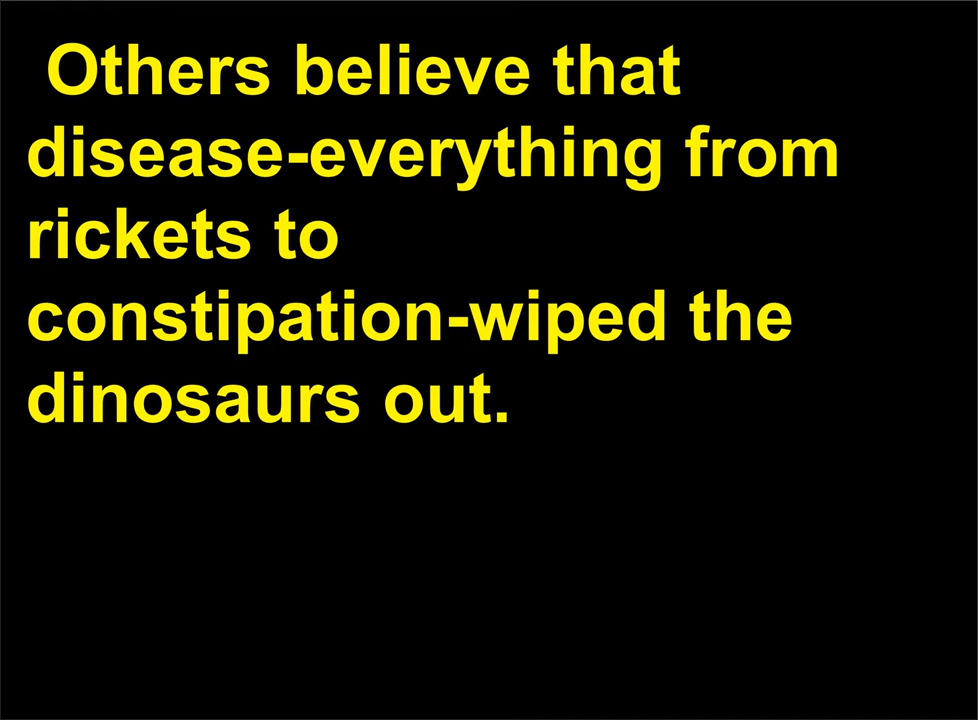 Others believe that
disease-everything from
rickets to
constipation-wiped the
dinosaurs out.